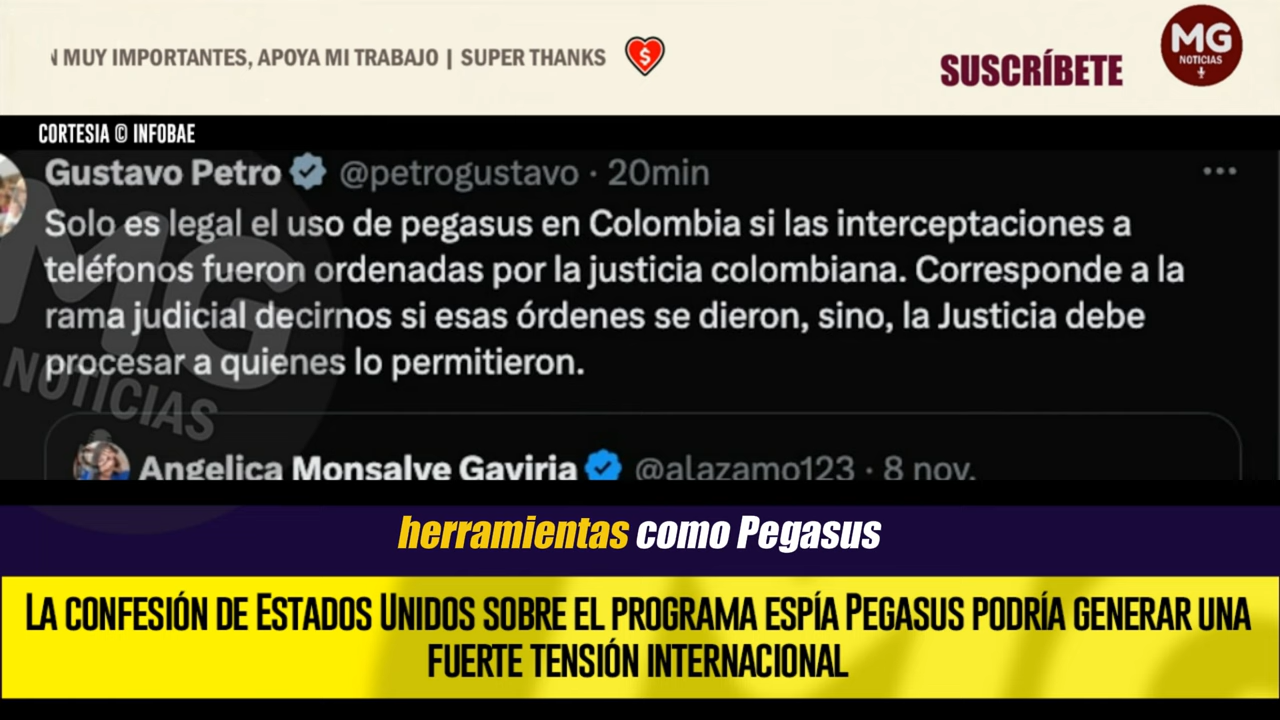 MUY IMPORTANTES, APOYA MI TRABAJO | SUPER THANKS
SUSCRÍBETE
MG
NOTICIAS
CORTESIA © INFOBAE
Gustavo Petro @petrogustavo · 20min
Solo es legal el uso de pegasus en Colombia si las interceptaciones a
teléfonos fueron ordenadas por la justicia colombiana. Corresponde a la
rama judicial decirnos si esas órdenes se dieron, sino, la Justicia debe
procesar a quienes lo permitieron.
MG
NOTICIAS
Angelica Monsalve Gaviria @alazamo123 · 8 nov.
herramientas como Pegasus
LA CONFESIÓN DE ESTADOS UNIDOS SOBRE EL PROGRAMA ESPÍA PEGASUS PODRÍA GENERAR UNA
FUERTE TENSIÓN INTERNACIONAL